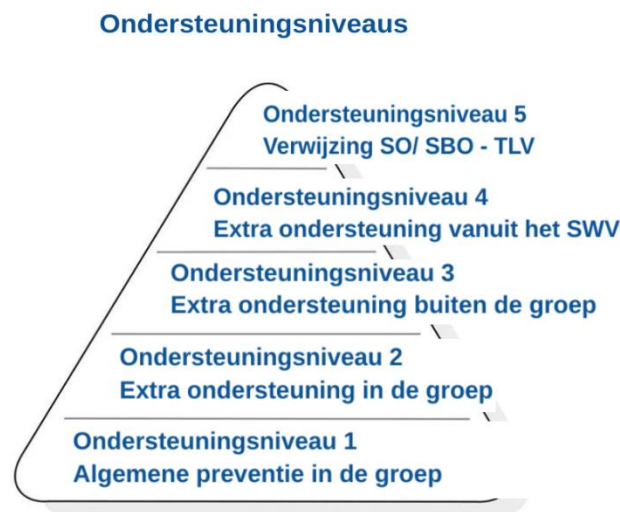 Ondersteuningsniveaus
Ondersteuningsniveau 5
Verwijzing SO/ SBO - TLV
Ondersteuningsniveau 4
Extra ondersteuning vanuit het SWV
Ondersteuningsniveau 3
Extra ondersteuning buiten de groep
Ondersteuningsniveau 2
Extra ondersteuning in de groep
Ondersteuningsniveau 1
Algemene preventie in de groep